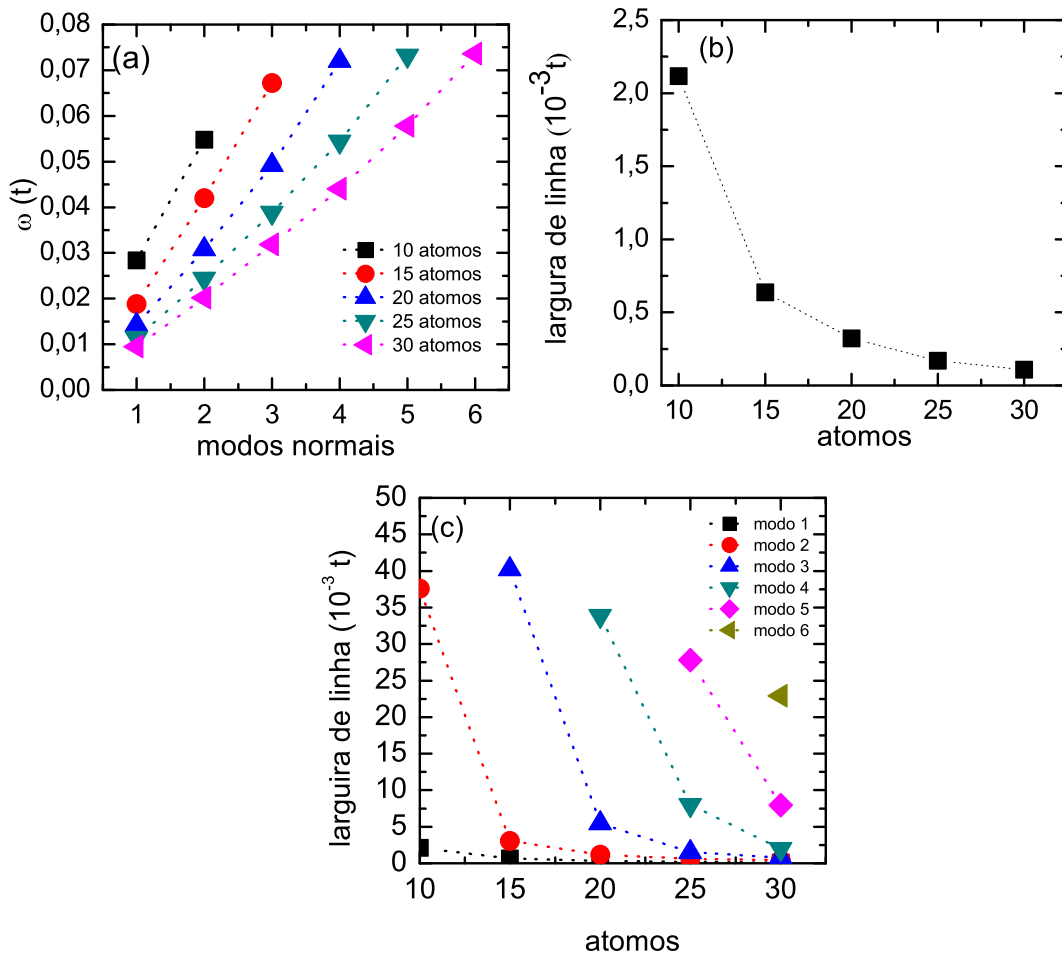 (a)
0,08
0,07
0,06
0,05
0,04
0,03
0,02
0,01
0,00
ω (t)
1 2 3 4 5 6
modos normais
10 atomos
15 atomos
20 atomos
25 atomos
30 atomos
(b)
2,5
2,0
1,5
1,0
0,5
0,0
largura de linha (10⁻³t)
10 15 20 25 30
atomos
(c)
50
45
40
35
30
25
20
15
10
5
0
larguira de linha (10⁻³ t)
10 15 20 25 30
atomos
modo 1
modo 2
modo 3
modo 4
modo 5
modo 6